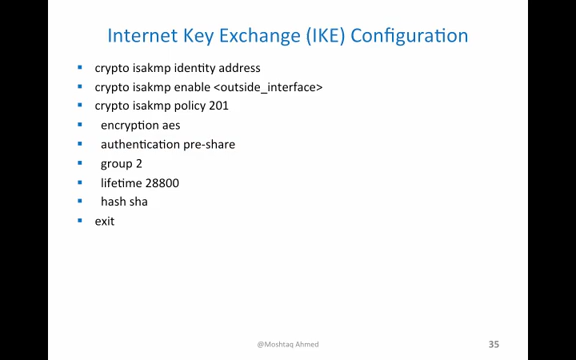 Internet Key Exchange (IKE) Configuration
▪ crypto isakmp identity address
▪ crypto isakmp enable <outside_interface>
▪ crypto isakmp policy 201
▪ encryption aes
▪ authentication pre-share
▪ group 2
▪ lifetime 28800
▪ hash sha
▪ exit
@Moshtaq Ahmed
35